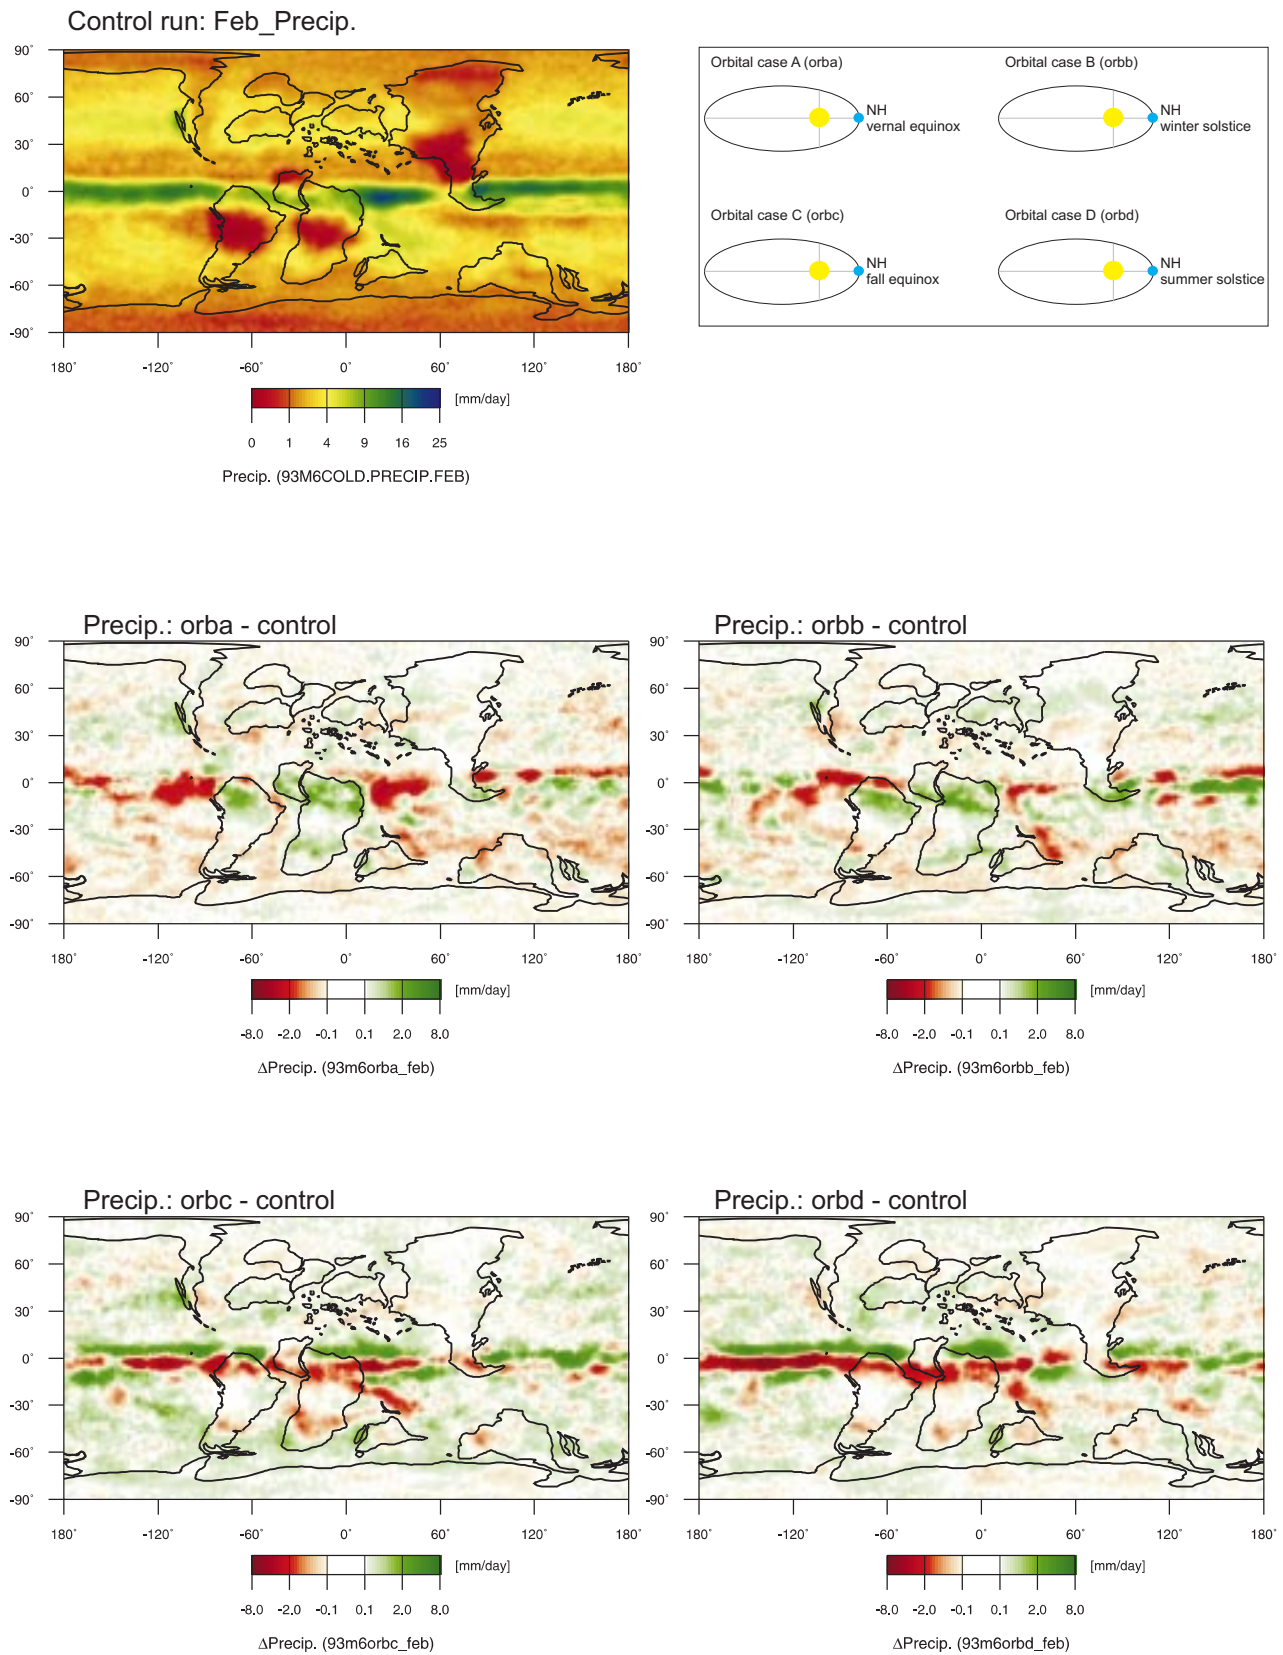 Control run: Feb_Precip.
90˚
60˚
30˚
0˚
-30˚
-60˚
-90˚
180˚ -120˚ -60˚ 0˚ 60˚ 120˚ 180˚
[mm/day]
0 1 4 9 16 25
Precip. (93M6COLD.PRECIP.FEB)
Orbital case A (orba)
NH
vernal equinox
Orbital case B (orbb)
NH
winter solstice
Orbital case C (orbc)
NH
fall equinox
Orbital case D (orbd)
NH
summer solstice
Precip.: orba - control
90˚
60˚
30˚
0˚
-30˚
-60˚
-90˚
180˚ -120˚ -60˚ 0˚ 60˚ 120˚ 180˚
[mm/day]
-8.0 -2.0 -0.1 0.1 2.0 8.0
ΔPrecip. (93m6orba_feb)
Precip.: orbb - control
90˚
60˚
30˚
0˚
-30˚
-60˚
-90˚
180˚ -120˚ -60˚ 0˚ 60˚ 120˚ 180˚
[mm/day]
-8.0 -2.0 -0.1 0.1 2.0 8.0
ΔPrecip. (93m6orbb_feb)
Precip.: orbc - control
90˚
60˚
30˚
0˚
-30˚
-60˚
-90˚
180˚ -120˚ -60˚ 0˚ 60˚ 120˚ 180˚
[mm/day]
-8.0 -2.0 -0.1 0.1 2.0 8.0
ΔPrecip. (93m6orbc_feb)
Precip.: orbd - control
90˚
60˚
30˚
0˚
-30˚
-60˚
-90˚
180˚ -120˚ -60˚ 0˚ 60˚ 120˚ 180˚
[mm/day]
-8.0 -2.0 -0.1 0.1 2.0 8.0
ΔPrecip. (93m6orbd_feb)